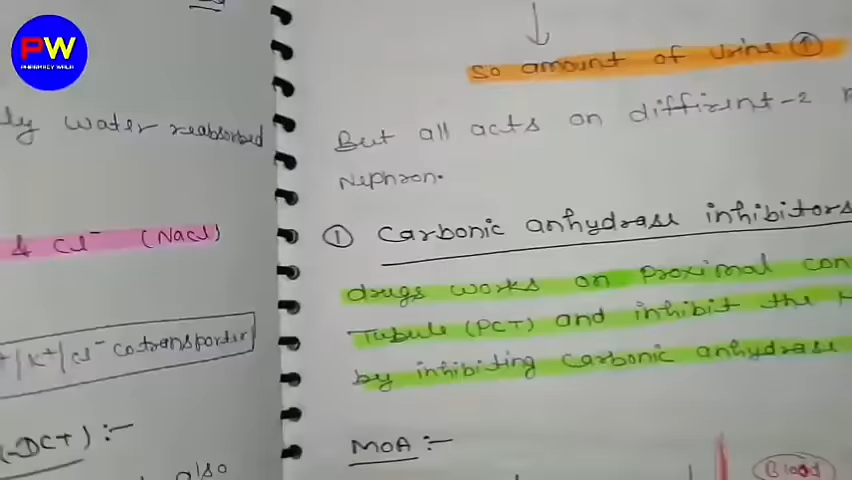 PW
PHARMACY WALA
ly water reabsorbed
& Cl⁻ (NaCl)
+/K+/Cl⁻ Cotransporter
(-DCT) :-
also
So amount of urine ↑
But all acts on diffirent-2
Nephron.
① Carbonic anhydrase inhibitors
drugs works on Proximal Con
Tubule (PCT) and inhibit the
by inhibiting Carbonic anhydrase
MOA :-
Blood